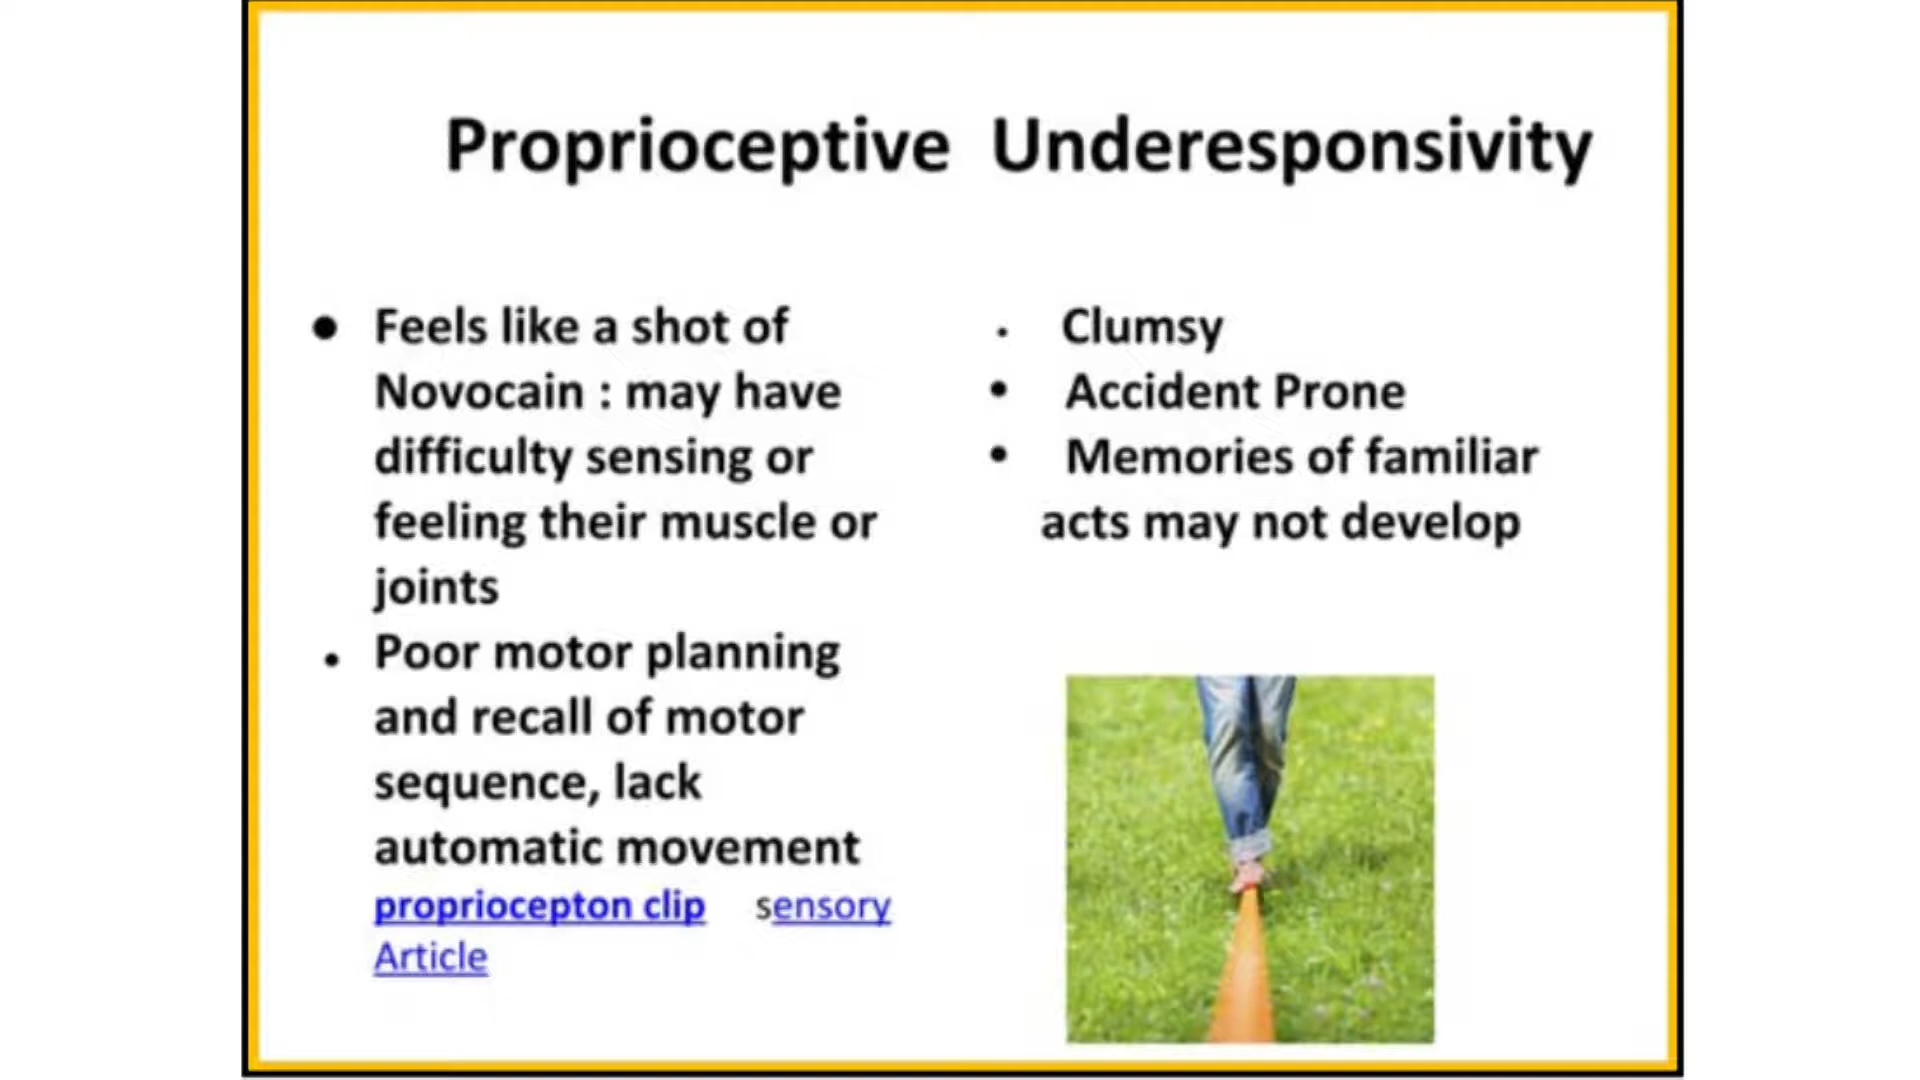 Proprioceptive Underesponsivity
● Feels like a shot of
Novocain : may have
difficulty sensing or
feeling their muscle or
joints
• Poor motor planning
and recall of motor
sequence, lack
automatic movement
propriocepton clip sensory
Article
• Clumsy
• Accident Prone
• Memories of familiar
acts may not develop